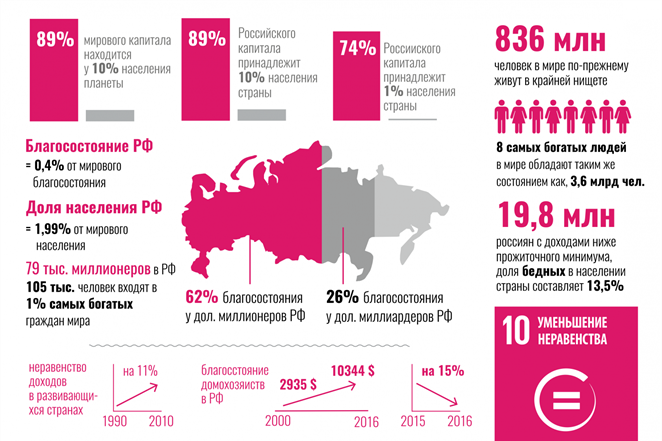 89%
мирового капитала
находится
у 10% населения
планеты
89%
Российского
капитала
принадлежит
10% населения
страны
74%
Россииского
капитала
принадлежит
1% населения
страны
836 млн
человек в мире по-прежнему
живут в крайней нищете
8 самых богатых людей
в мире обладают таким же
состоянием как, 3,6 млрд чел.
Благосостояние РФ
= 0,4% от мирового
благосостояния
Доля населения РФ
= 1,99% от мирового
населения
79 тыс. миллионеров в РФ
105 тыс. человек входят в
1% самых богатых
граждан мира
62% благосостояния
у дол. миллионеров РФ
26% благосостояния
у дол. миллиардеров РФ
19,8 млн
россиян с доходами ниже
прожиточного минимума,
доля бедных в населении
страны составляет 13,5%
10 УМЕНЬШЕНИЕ
НЕРАВЕНСТВА
неравенство
доходов
в развивающи-
ихся странах
на 11%
1990 2010
благосстояние
домохозяиств
в РФ
2935 $
10344 $
2000 2016
на 15%
2015 2016